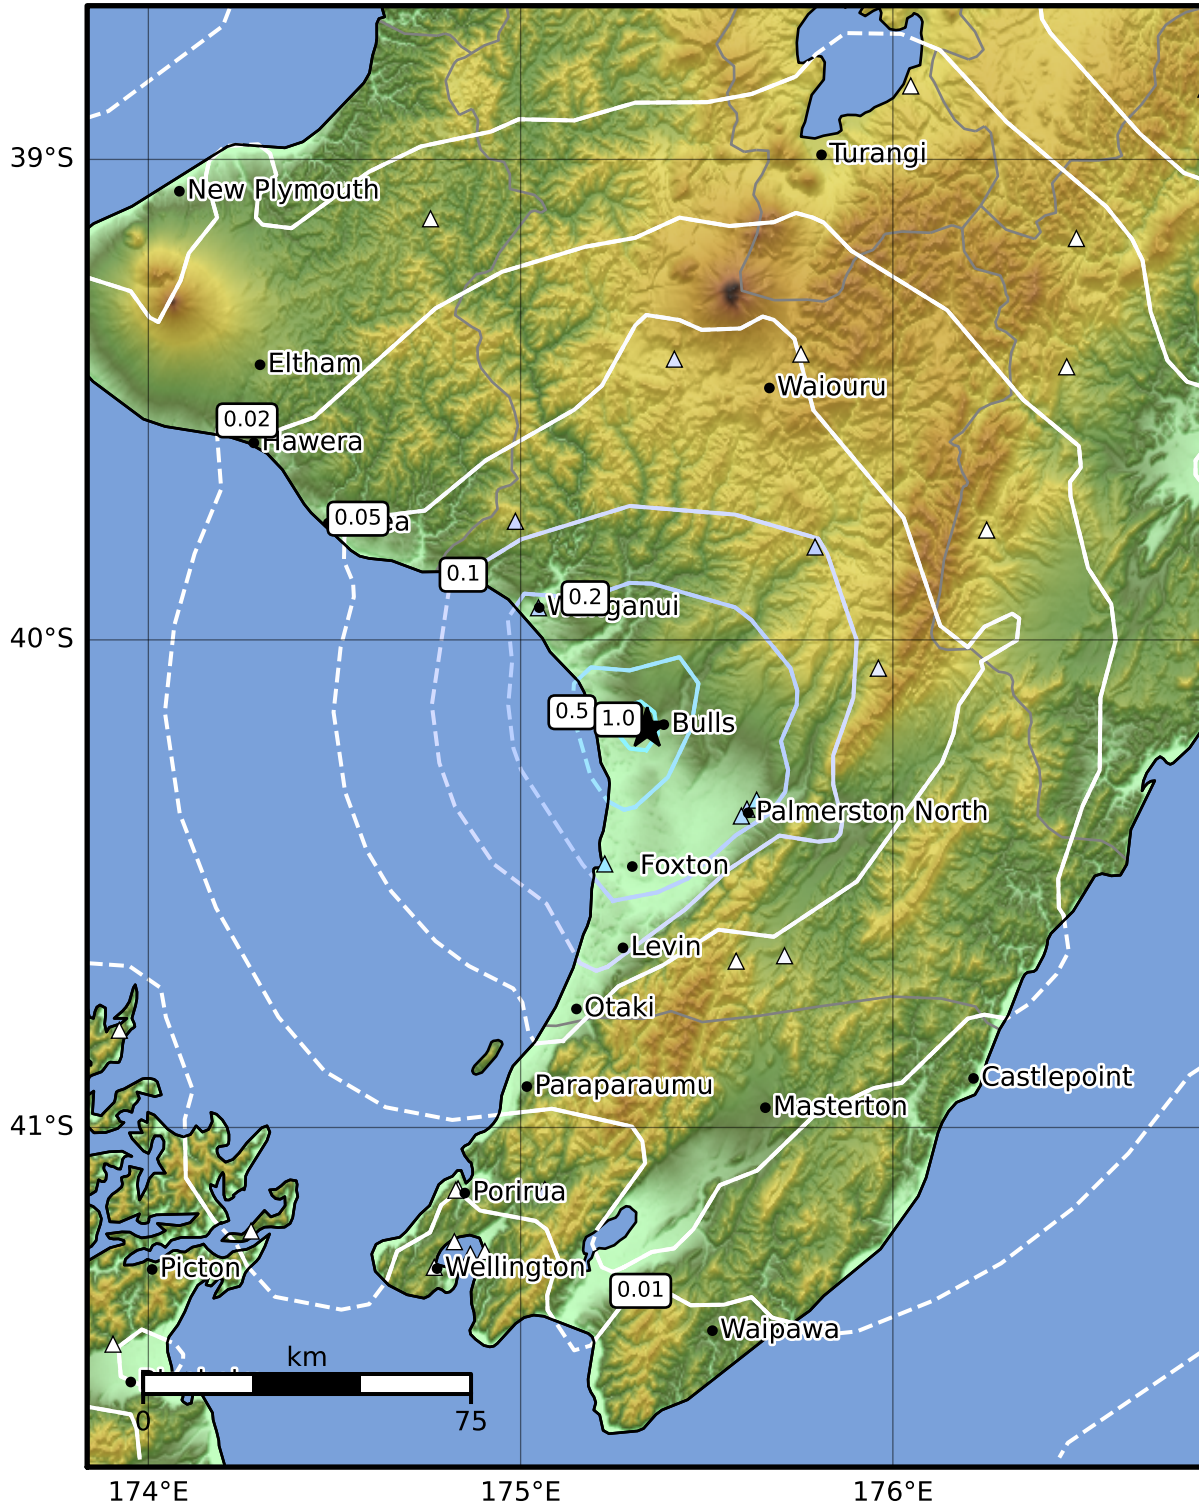 39°S
Turangi
New Plymouth
Eltham
Waiouru
0.02
Hawera
0.05
0.1
0.2
40°S
0.5
1.0
Bulls
Palmerston North
Foxton
Levin
Otaki
Paraparaumu
Castlepoint
Masterton
41°S
Porirua
Picton
Wellington
0.01
Waipawa
km
0
75
174°E
175°E
176°E